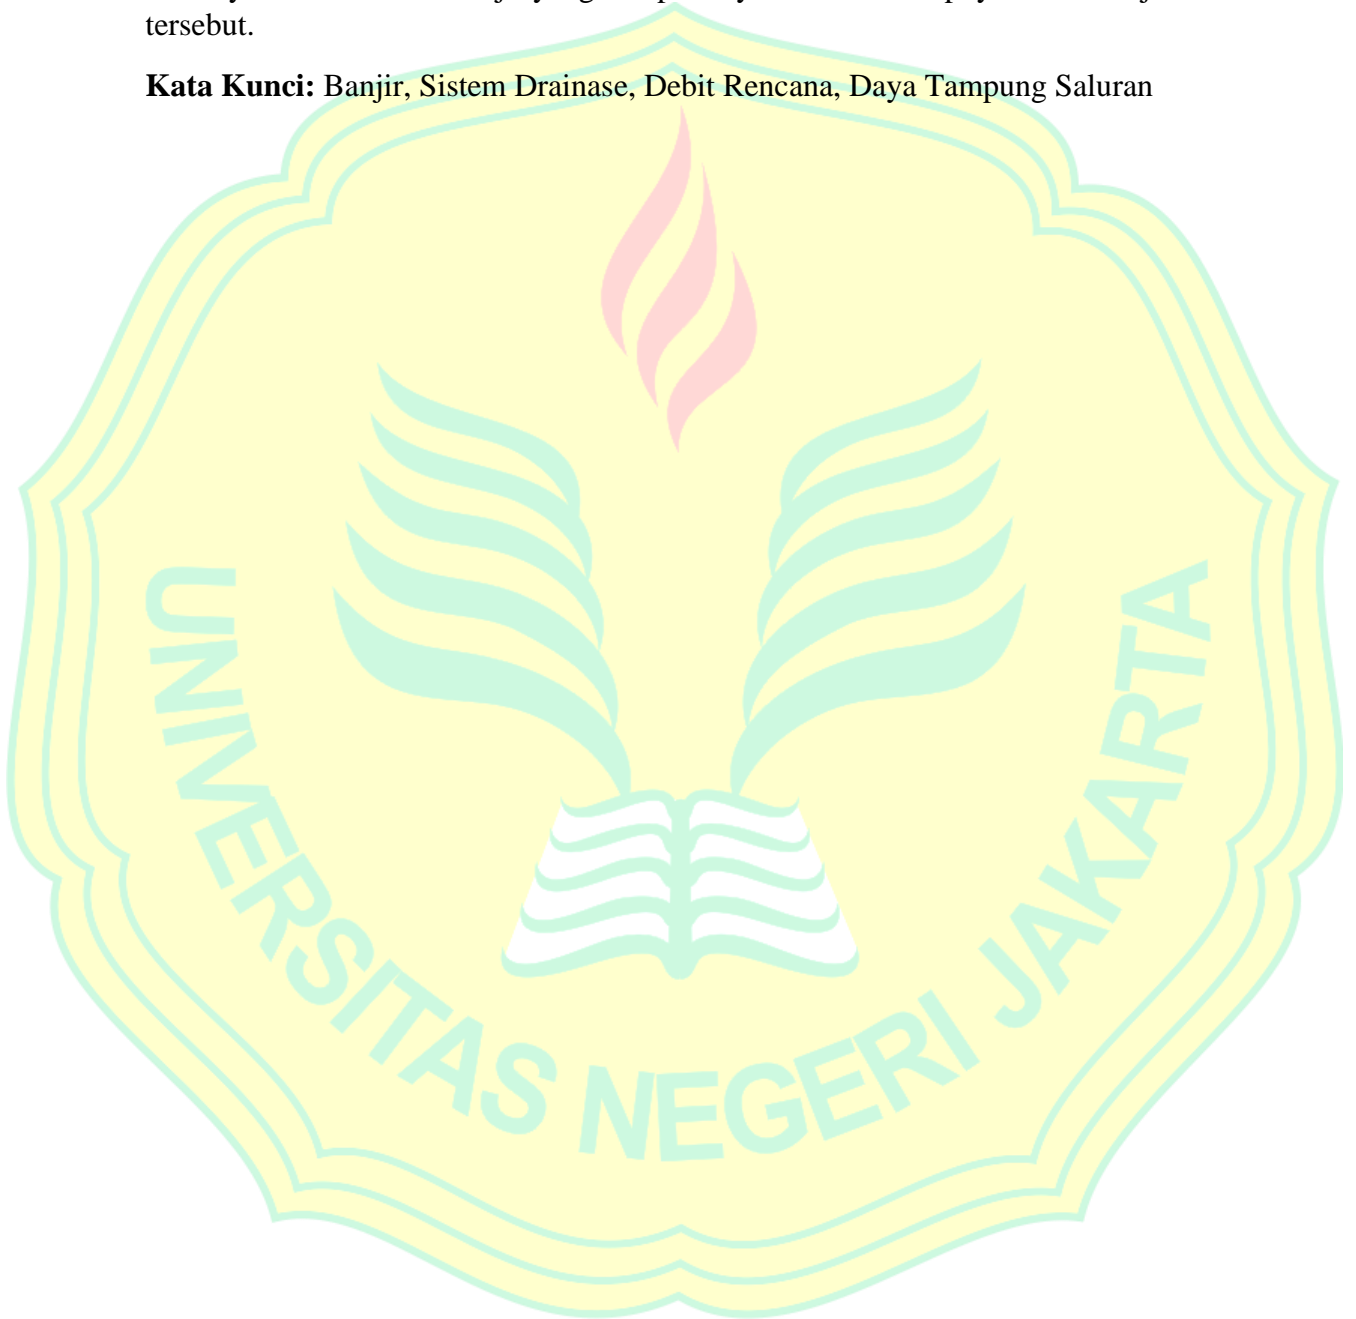 tersebut.
Kata Kunci: Banjir, Sistem Drainase, Debit Rencana, Daya Tampung Saluran
UNIVERSITAS NEGERI JAKARTA